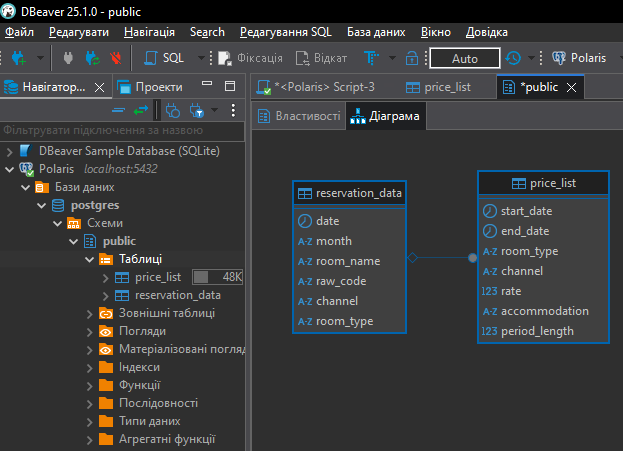 DBeaver 25.1.0 - public
Файл Редагувати Навігація Search Редагування SQL База даних Вікно Довідка
SQL Фіксація Відкат Auto Polaris
Навігатор... Проекти
*<Polaris> Script-3 price_list *public
Властивості Діаграма
Фільтрувати підключення за назвою
DBeaver Sample Database (SQLite)
Polaris localhost:5432
Бази даних
postgres
Схеми
public
Таблиці
price_list 48K
reservation_data
Зовнішні таблиці
Погляди
Матеріалізовані погляд
Індекси
Функції
Послідовності
Типи даних
Агрегатні функції
reservation_data
date
A-Z month
A-Z room_name
A-Z raw_code
A-Z channel
A-Z room_type
price_list
start_date
end_date
A-Z room_type
A-Z channel
123 rate
A-Z accommodation
123 period_length